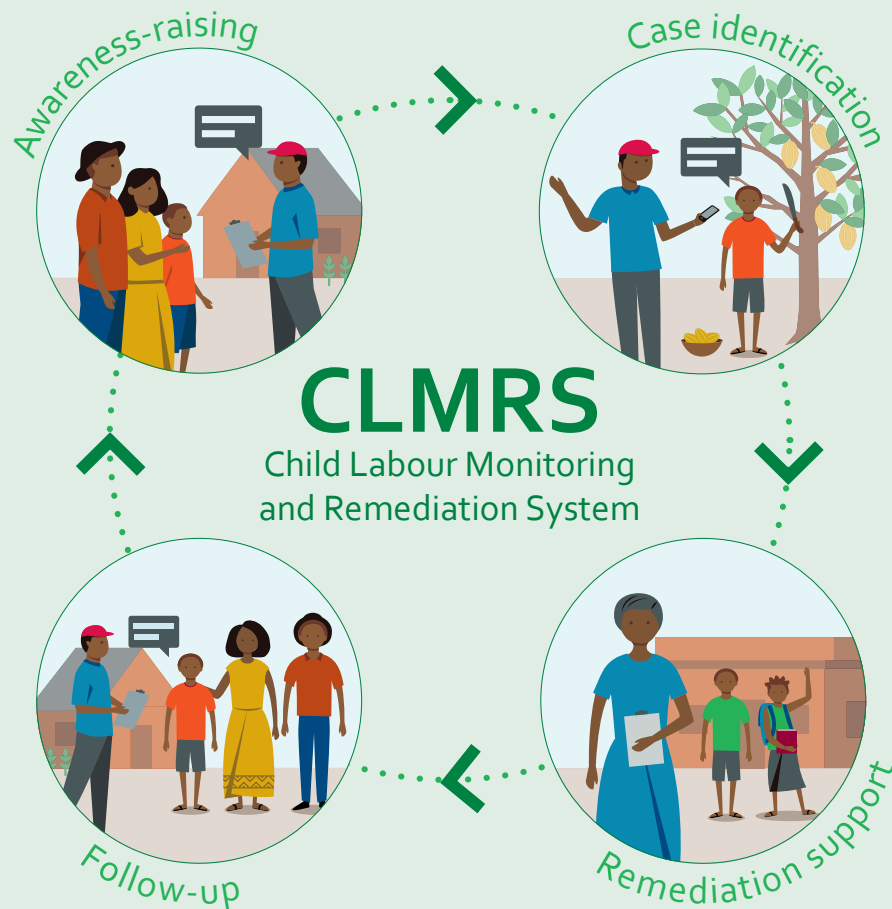 Awareness-raising
Case identification
CLMRS
Child Labour Monitoring
and Remediation System
Follow-up
Remediation support